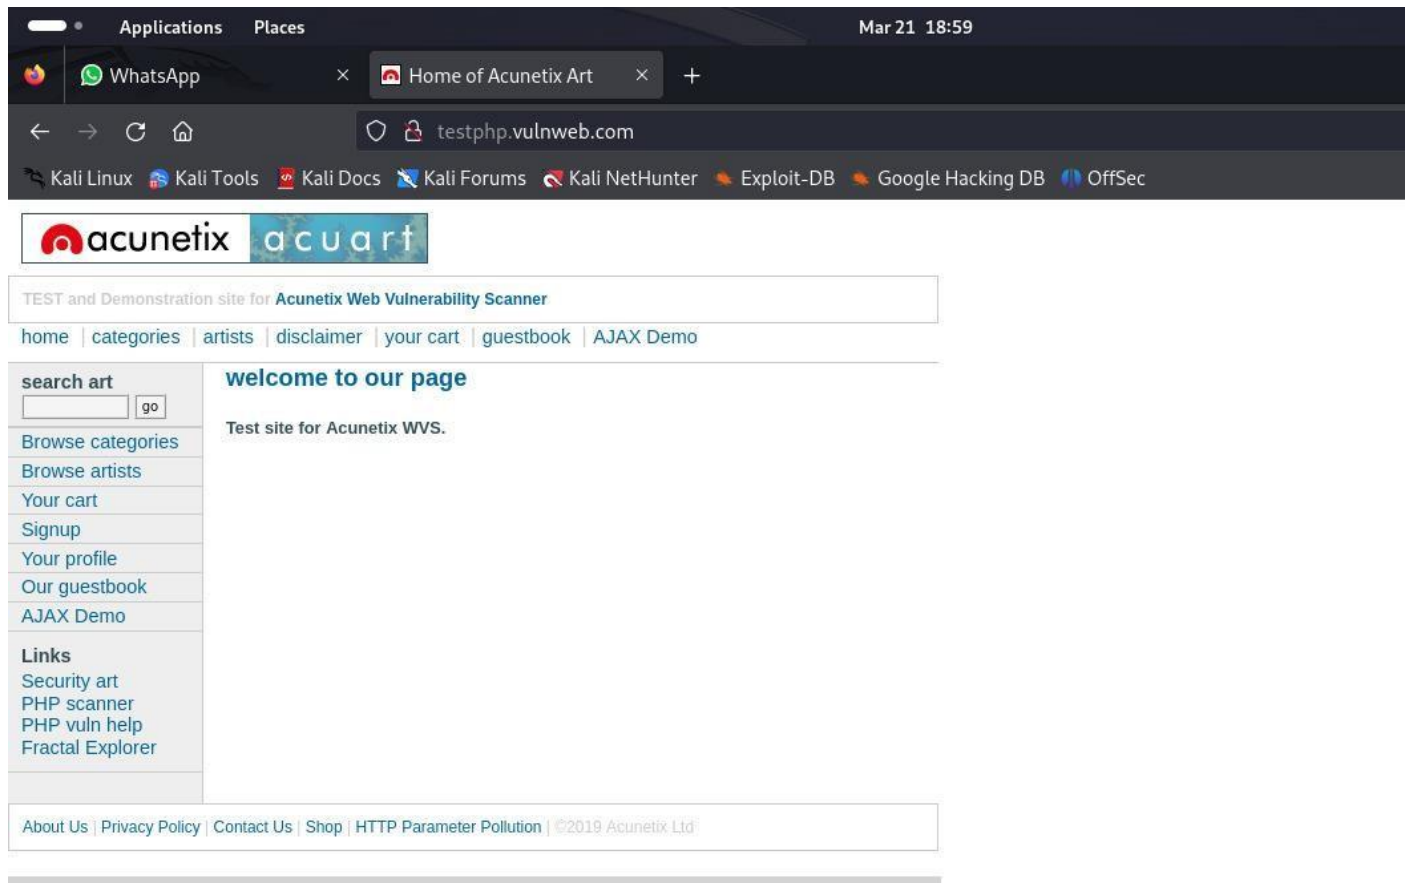 Applications Places Mar 21 18:59
WhatsApp × Home of Acunetix Art × +
testphp.vulnweb.com
Kali Linux Kali Tools Kali Docs Kali Forums Kali NetHunter Exploit-DB Google Hacking DB OffSec
acunetix acuart
TEST and Demonstration site for Acunetix Web Vulnerability Scanner
home | categories | artists | disclaimer | your cart | guestbook | AJAX Demo
search art
go
Browse categories
Browse artists
Your cart
Signup
Your profile
Our guestbook
AJAX Demo
Links
Security art
PHP scanner
PHP vuln help
Fractal Explorer
welcome to our page
Test site for Acunetix WVS.
About Us | Privacy Policy | Contact Us | Shop | HTTP Parameter Pollution | ©2019 Acunetix Ltd